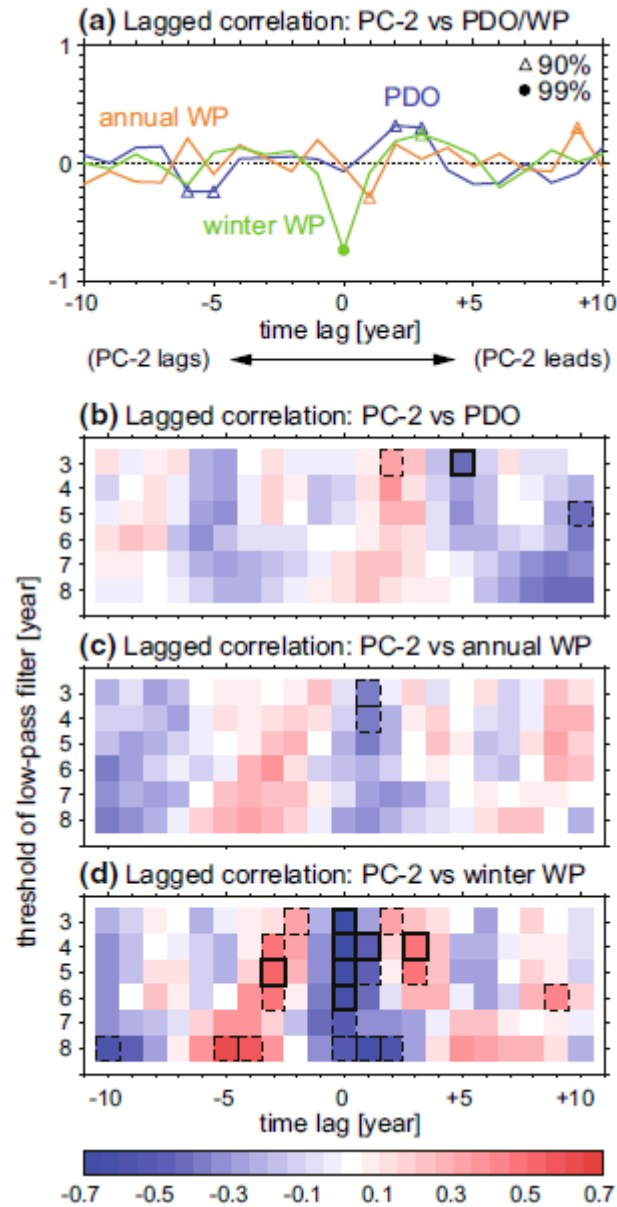 (a) Lagged correlation: PC-2 vs PDO/WP
1
0
-1
△ 90%
● 99%
annual WP
PDO
winter WP
-10 -5 0 +5 +10
time lag [year]
(PC-2 lags) (PC-2 leads)
(b) Lagged correlation: PC-2 vs PDO
3
4
5
6
7
8
(c) Lagged correlation: PC-2 vs annual WP
3
4
5
6
7
8
threshold of low-pass filter [year]
(d) Lagged correlation: PC-2 vs winter WP
3
4
5
6
7
8
-10 -5 0 +5 +10
time lag [year]
-0.7 -0.5 -0.3 -0.1 0.1 0.3 0.5 0.7